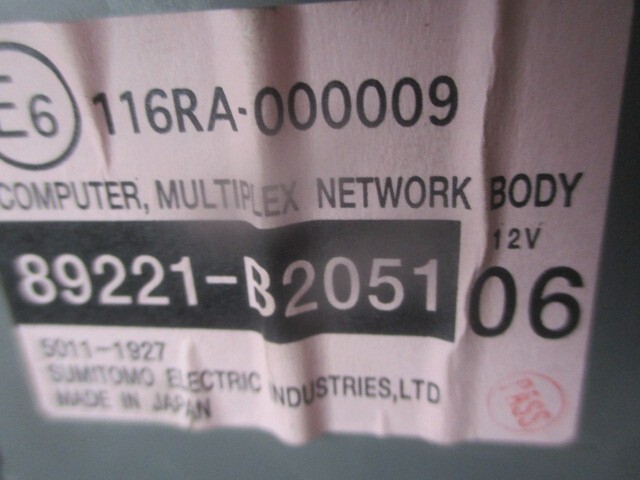 E6 116RA-000009
COMPUTER, MULTIPLEX NETWORK BODY
12V
89221-B2051 06
5011-1927
SUMITOMO ELECTRIC INDUSTRIES,LTD
MADE IN JAPAN
PASS